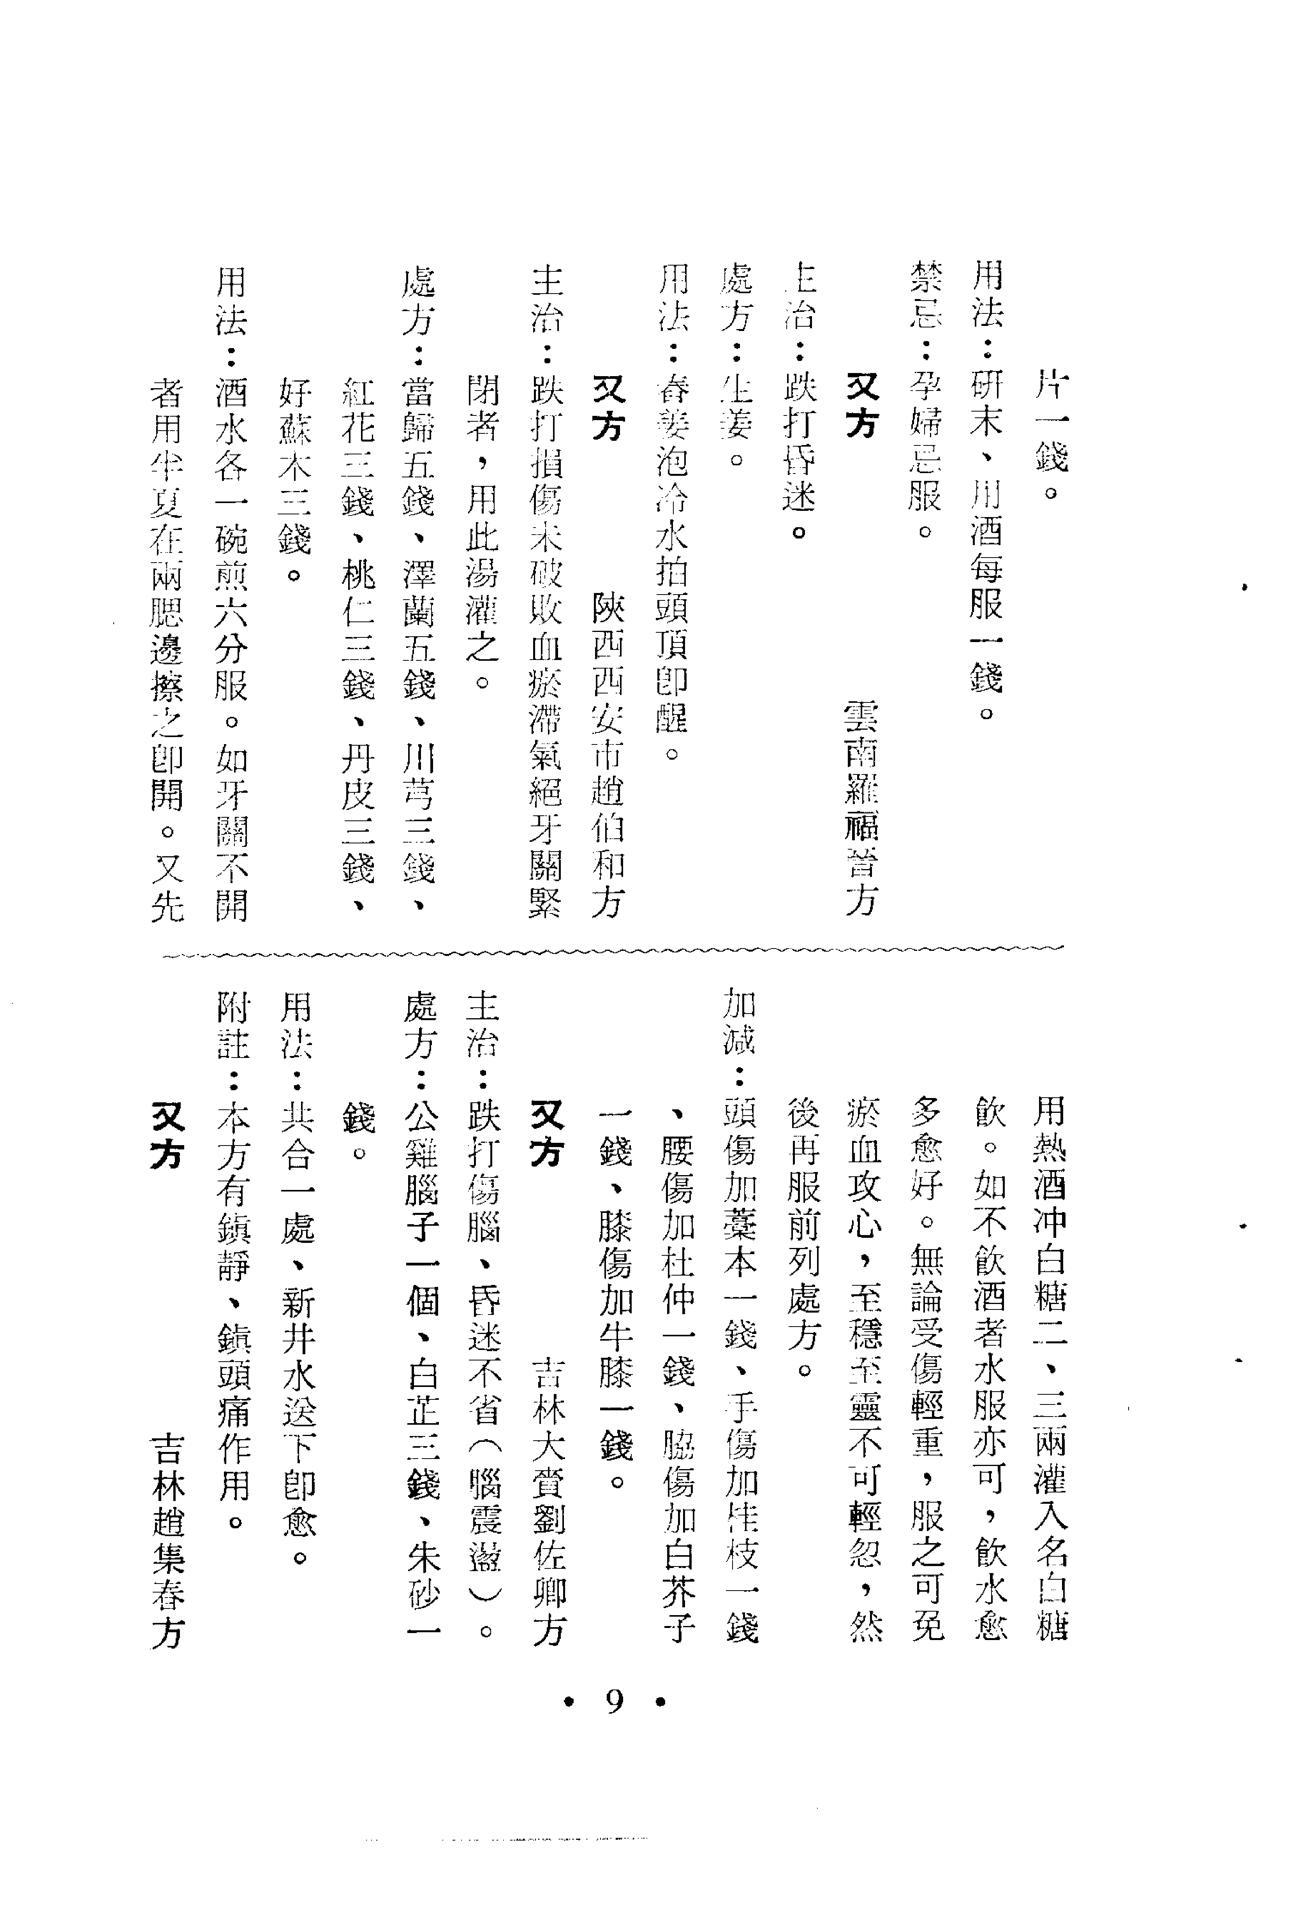 片一錢。
用法：研末、用酒每服一錢。
禁忌：孕婦忌服。
又方　雲南羅福晉方
主治：跌打昏迷。
處方：生姜。
用法：舂姜泡冷水拍頭頂卽醒。
又方　陝西西安市趙伯和方
主治：跌打損傷未破敗血瘀滯氣絕牙關緊
閉者，用此湯灌之。
處方：當歸五錢、澤蘭五錢、川芎三錢、
紅花三錢、桃仁三錢、丹皮三錢、
好蘇木三錢。
用法：酒水各一碗煎六分服。如牙關不開
者用半夏在兩腮邊擦之卽開。又先
用熱酒冲白糖二、三兩灌入名白糖
飲。如不飲酒者水服亦可，飲水愈
多愈好。無論受傷輕重，服之可免
瘀血攻心，至穩至靈不可輕忽，然
後再服前列處方。
加減：頭傷加藁本一錢、手傷加桂枝一錢
、腰傷加杜仲一錢、脇傷加白芥子
一錢、膝傷加牛膝一錢。
又方　吉林大賚劉佐卿方
主治：跌打傷腦、昏迷不省（腦震盪）。
處方：公雞腦子一個、白芷三錢、朱砂一
錢。
用法：共合一處、新井水送下卽愈。
附註：本方有鎭靜、鎭頭痛作用。
又方　吉林趙集春方
• 9 •